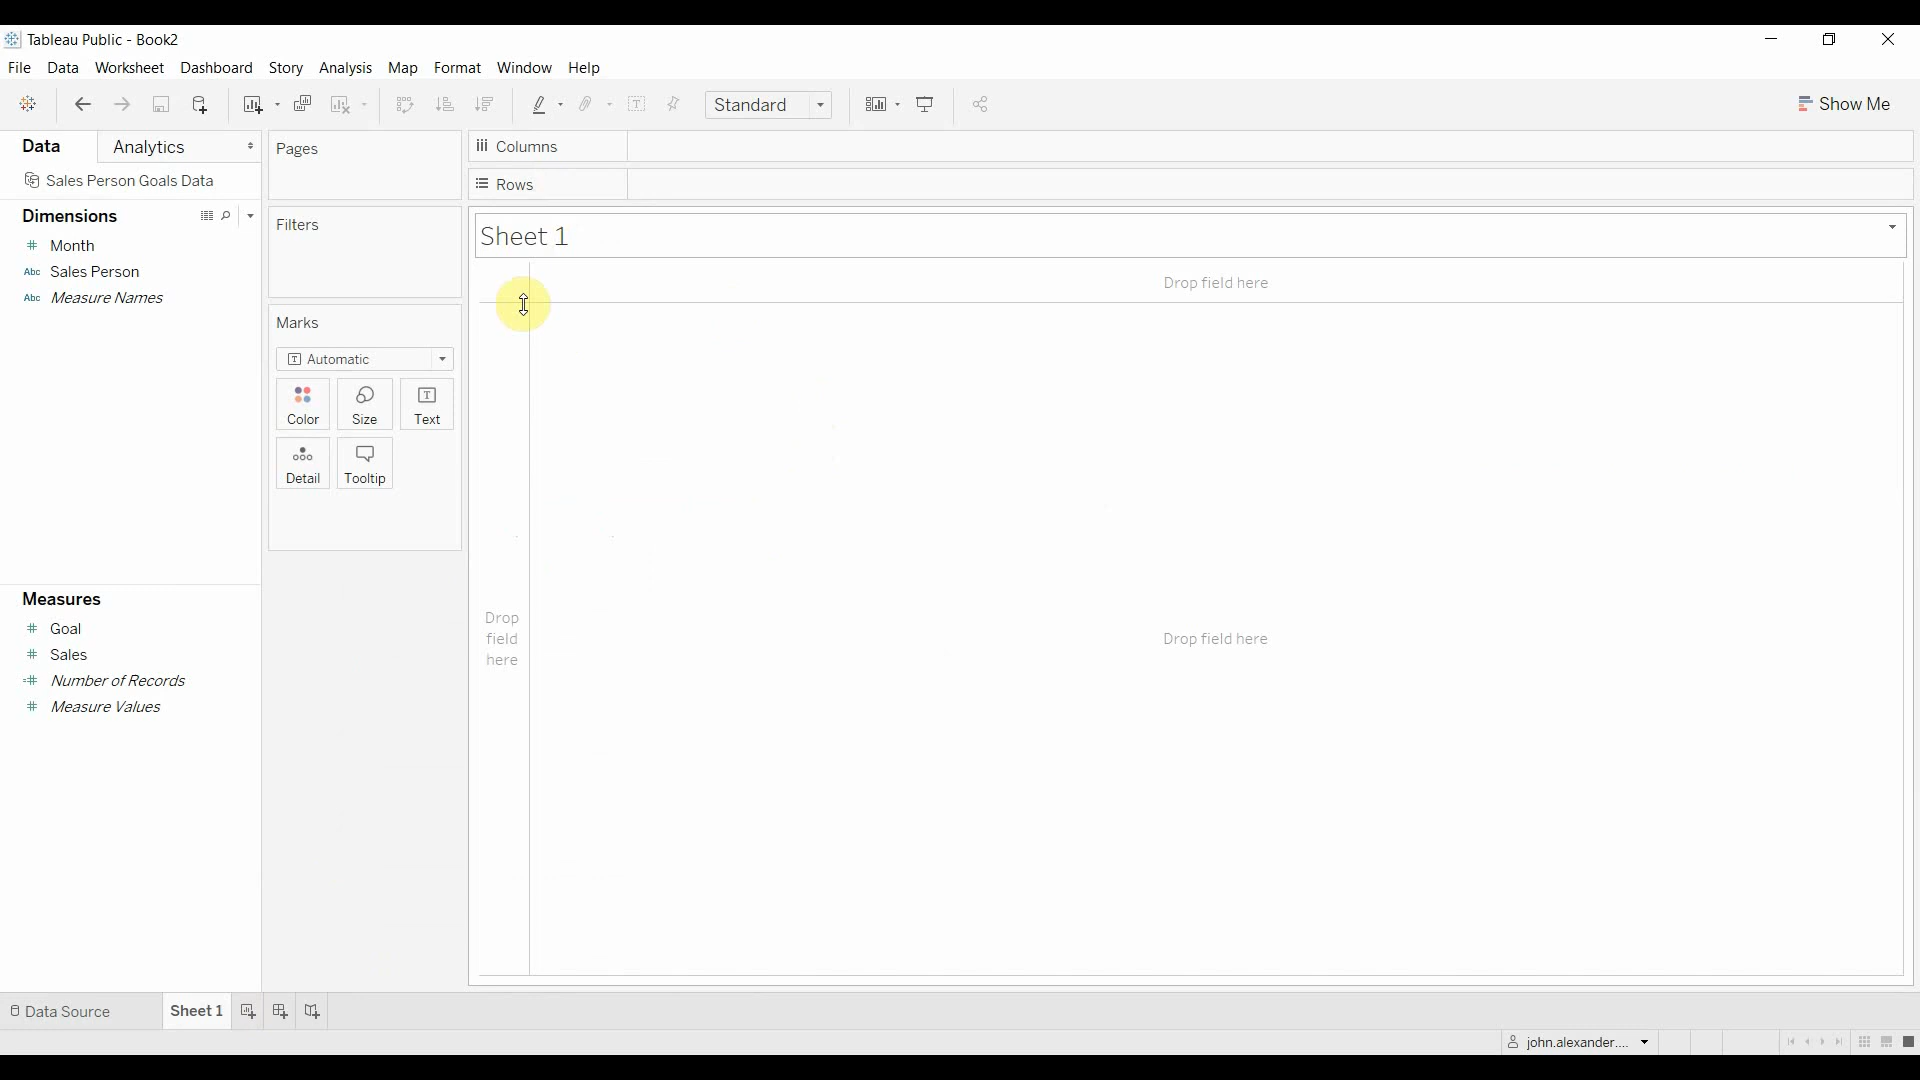 Tableau Public - Book2
File Data Worksheet Dashboard Story Analysis Map Format Window Help
Standard
Show Me
Data
Analytics
Sales Person Goals Data
Dimensions
Month
Abc Sales Person
Abc Measure Names
Measures
Goal
Sales
Number of Records
Measure Values
Pages
Filters
Marks
Automatic
Color
Size
Text
Detail
Tooltip
Columns
Rows
Sheet 1
Drop field here
Drop
field
here
Drop field here
Data Source
Sheet 1
john.alexander....